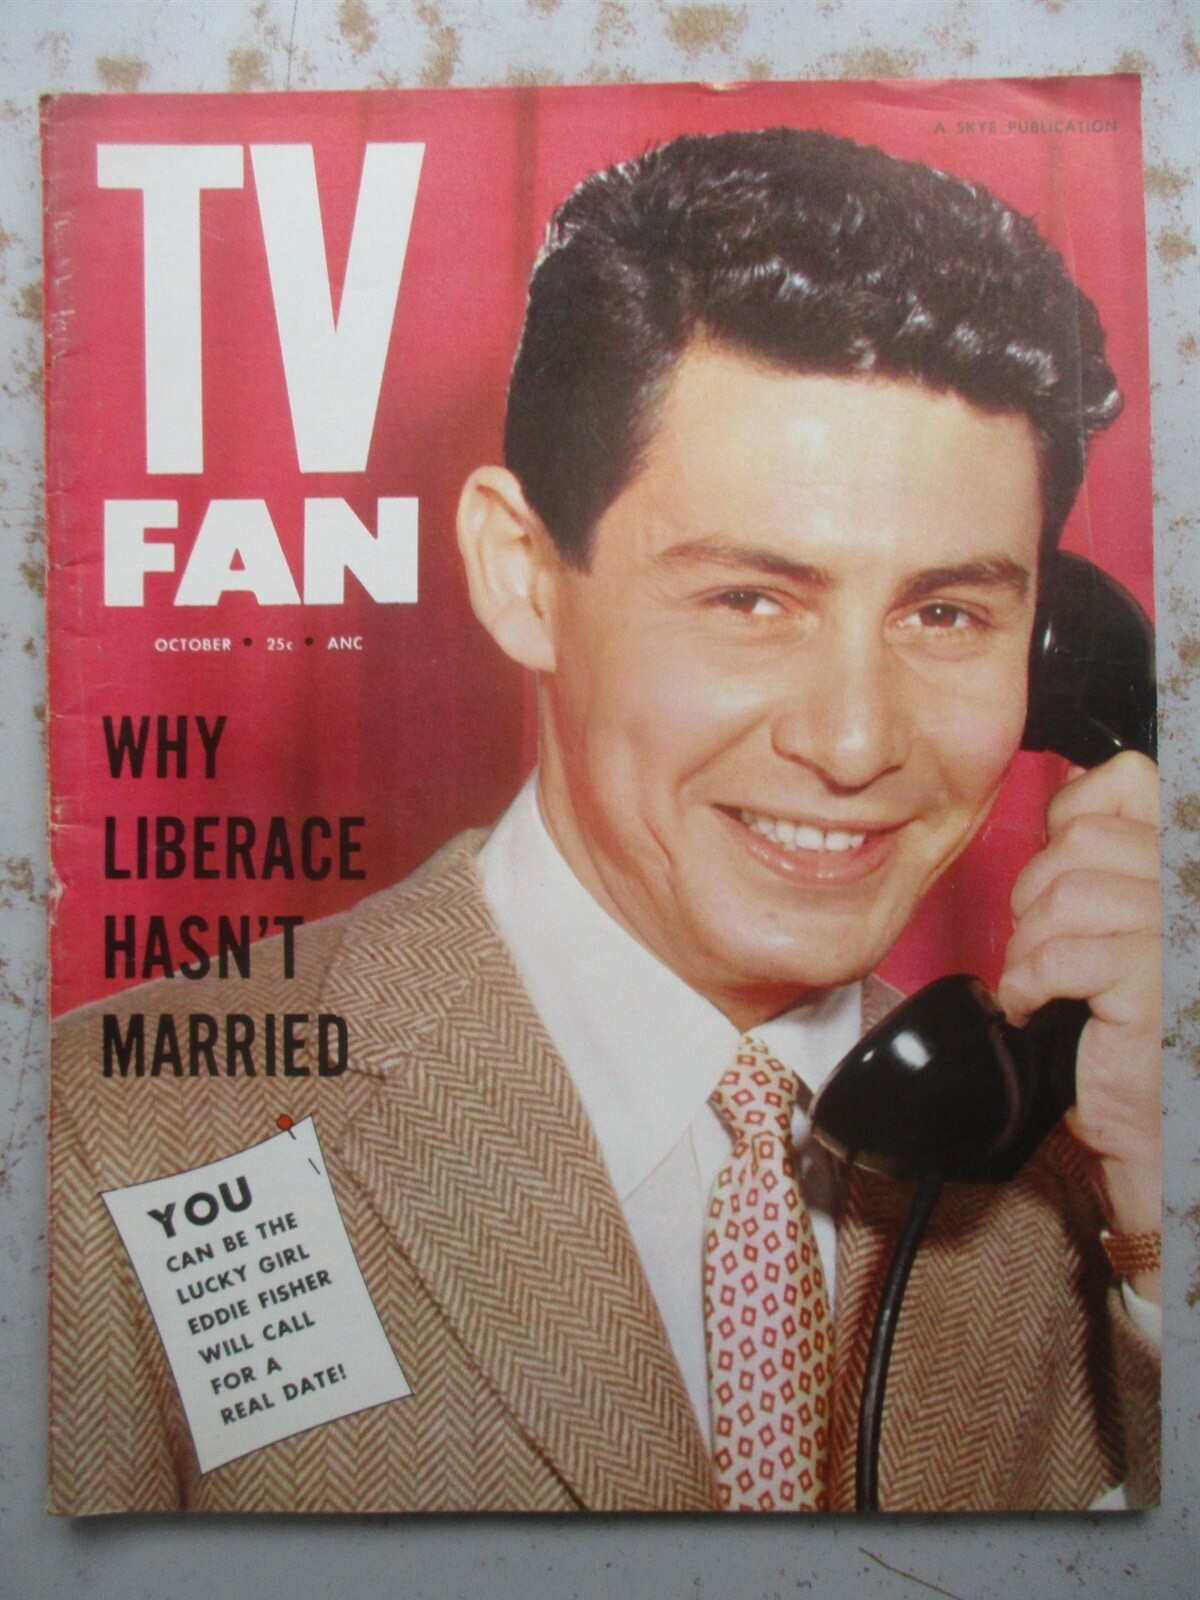 A SKYE PUBLICATION
TV
FAN
OCTOBER • 25c • ANC
WHY
LIBERACE
HASN'T
MARRIED
YOU
CAN BE THE
LUCKY GIRL
EDDIE FISHER
WILL CALL
FOR A
REAL DATE!